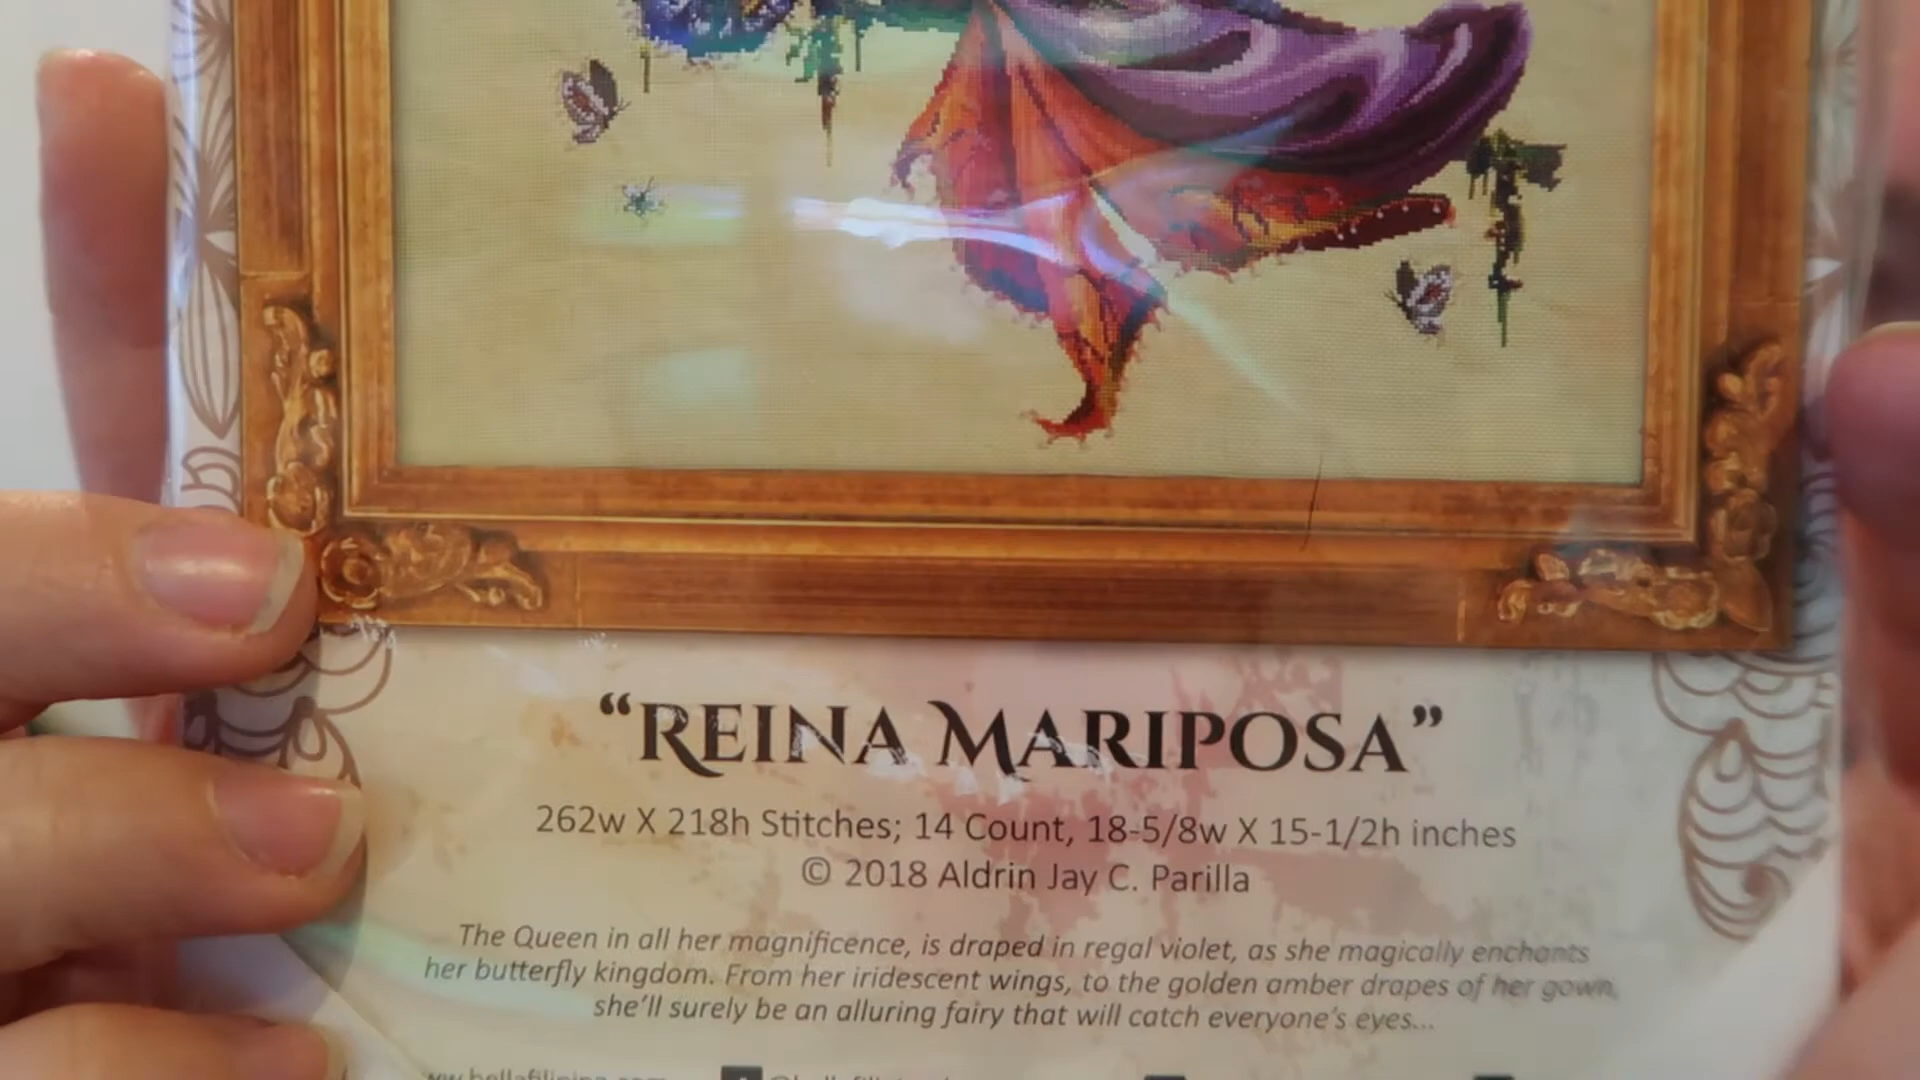 “REINA MARIPOSA”
262w X 218h Stitches; 14 Count, 18-5/8w X 15-1/2h inches
© 2018 Aldrin Jay C. Parilla
The Queen in all her magnificence, is draped in regal violet, as she magically enchants
her butterfly kingdom. From her iridescent wings, to the golden amber drapes of her gown,
she’ll surely be an alluring fairy that will catch everyone’s eyes...